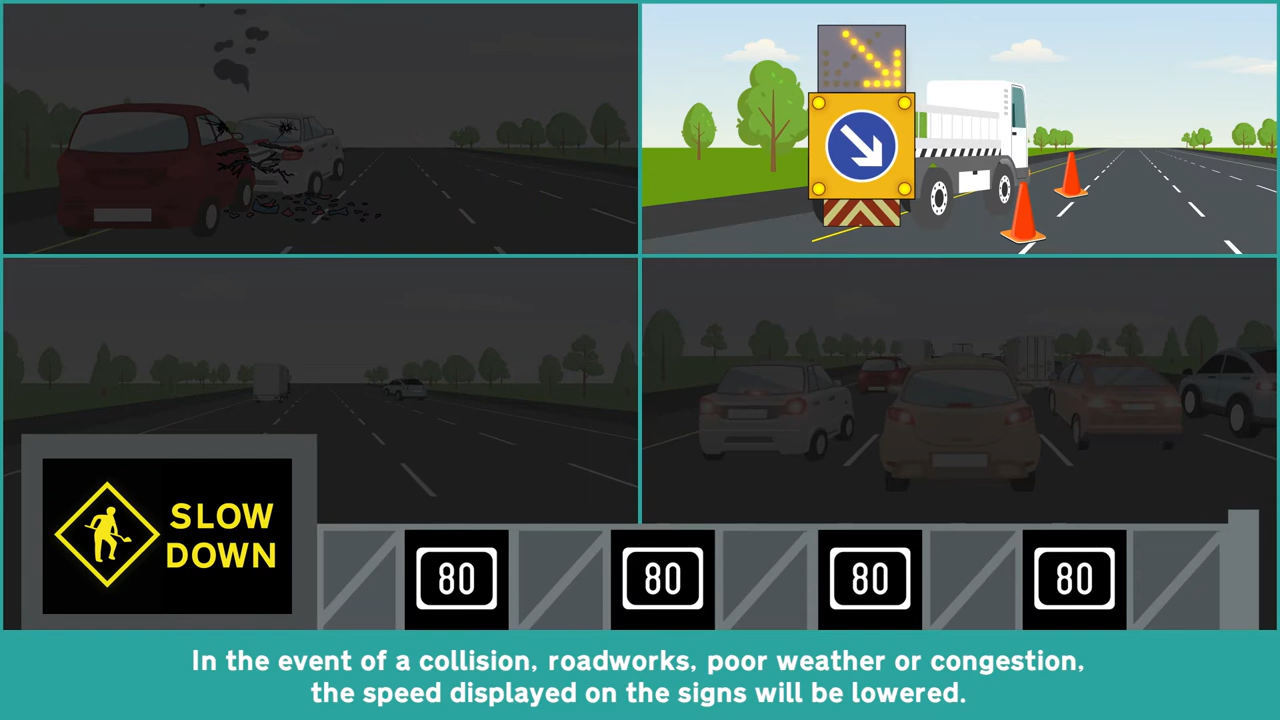 SLOW
DOWN
80 80 80 80
In the event of a collision, roadworks, poor weather or congestion,
the speed displayed on the signs will be lowered.